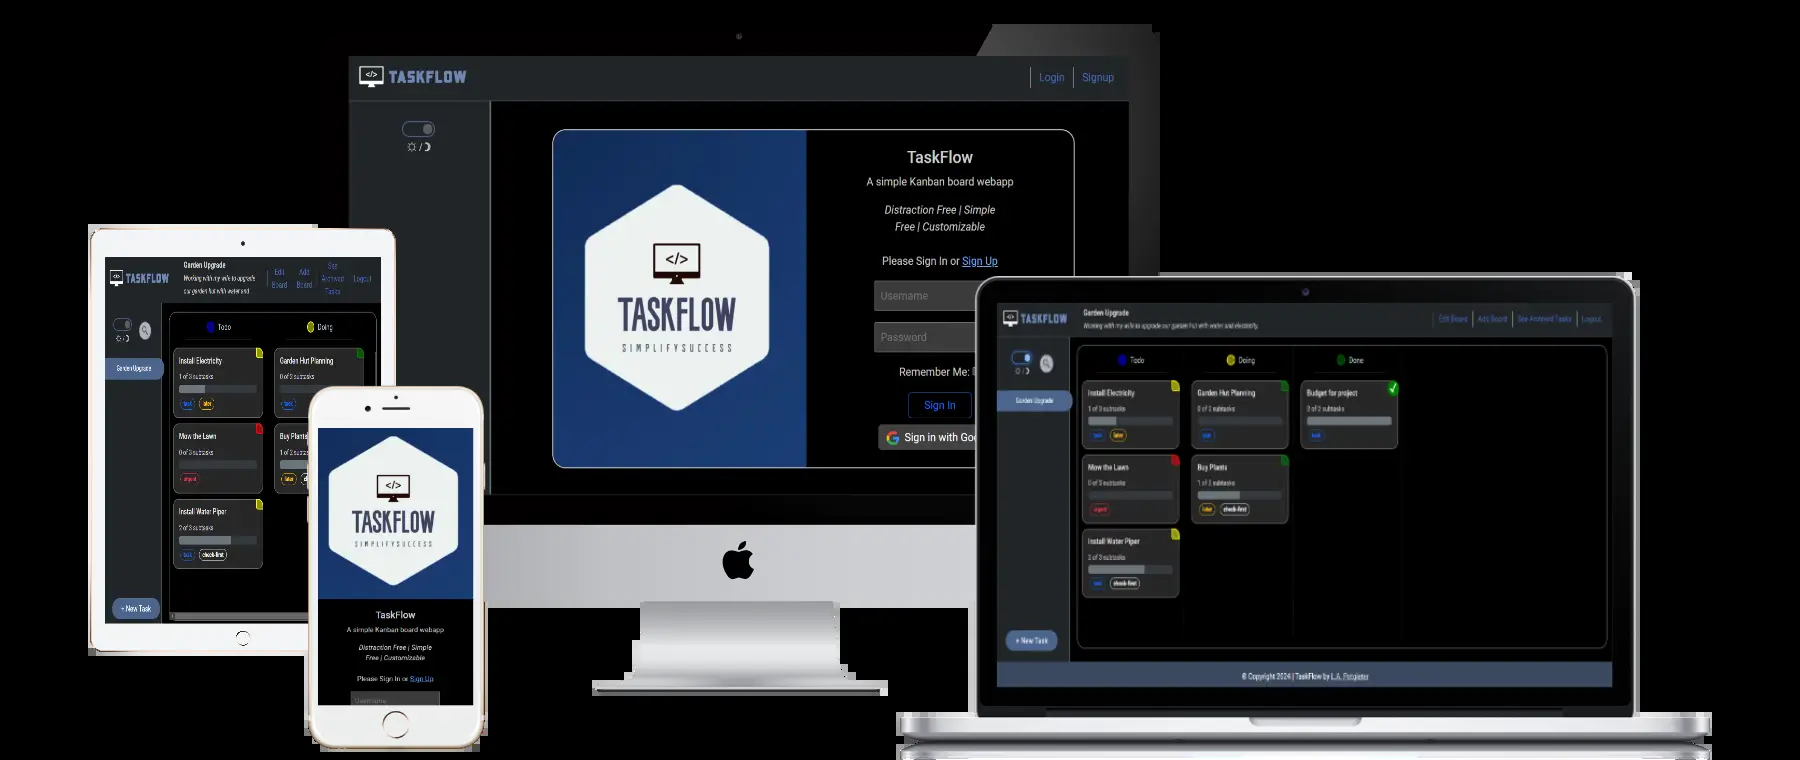 </> TASKFLOW
Login
Signup
☼/☽
TaskFlow
A simple Kanban board webapp
Distraction Free | Simple
Free | Customizable
Please Sign In or Sign Up
Username
Password
Remember Me:
Sign In
Sign in with Goo
</>
TASKFLOW
SIMPLIFYSUCCESS
</> TASKFLOW
Garden Upgrade
Working with my wife to upgrade
our garden hut with water and ...
Edit
Board
Add
Board
See
Archived
Tasks
Logout
Garden Upgrade
Todo
Doing
Install Electricity
1 of 3 subtasks
task
later
Garden Hut Planning
0 of 2 subtasks
task
Mow the Lawn
0 of 3 subtasks
urgent
Buy Plants
1 of 2 subtasks
later
Install Water Piper
2 of 3 subtasks
task
check-first
+ New Task
</>
TASKFLOW
SIMPLIFYSUCCESS
TaskFlow
A simple Kanban board webapp
Distraction Free | Simple
Free | Customizable
Please Sign In or Sign Up
Username
</> TASKFLOW
Garden Upgrade
Working with my wife to upgrade our garden hut with water and electricity.
Edit Board
Add Board
See Archived Tasks
Logout
Garden Upgrade
Todo
Doing
Done
Install Electricity
1 of 3 subtasks
task
later
Garden Hut Planning
0 of 2 subtasks
task
Budget for project
2 of 2 subtasks
task
Mow the Lawn
0 of 3 subtasks
urgent
Buy Plants
1 of 2 subtasks
later
check-first
Install Water Piper
2 of 3 subtasks
task
check-first
+ New Task
© Copyright 2024 | TaskFlow by L.A.